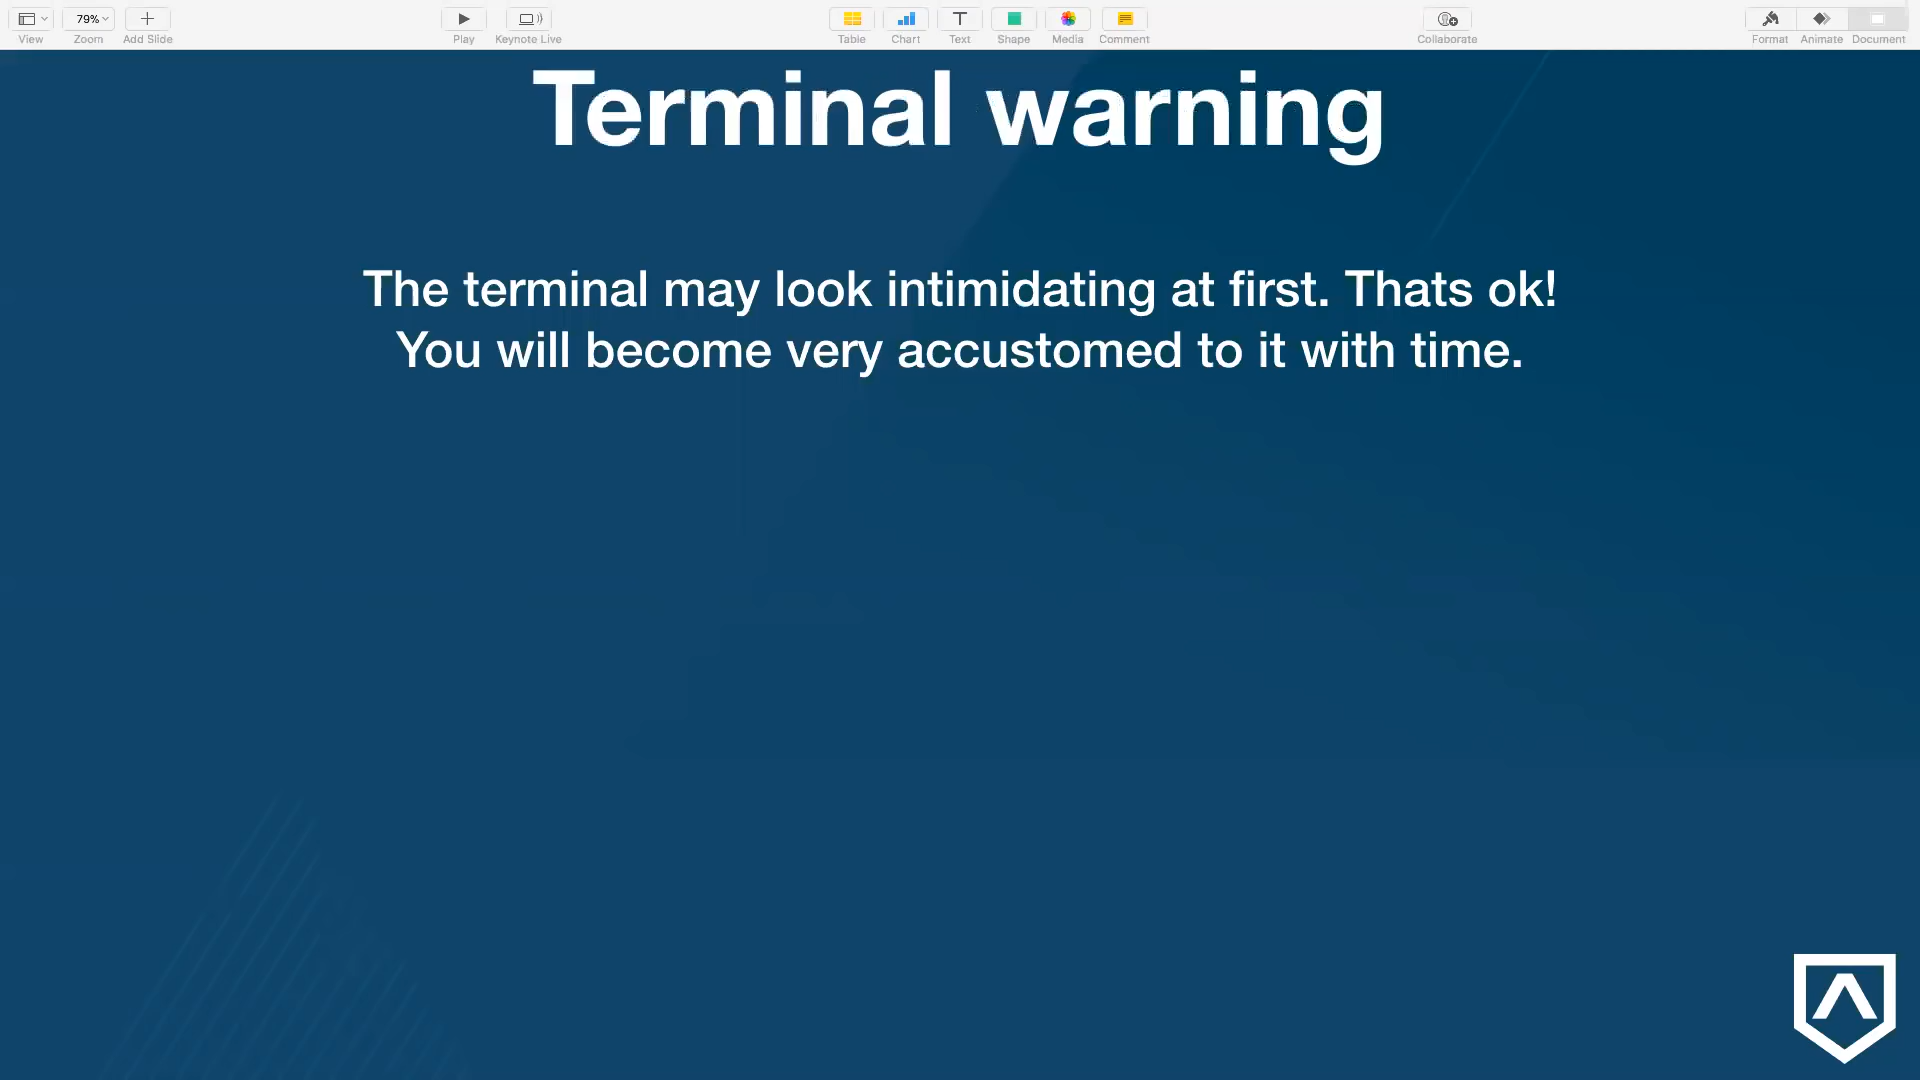 79%
View Zoom Add Slide Play Keynote Live Table Chart Text Shape Media Comment Collaborate Format Animate Document
Terminal warning
The terminal may look intimidating at first. Thats ok!
You will become very accustomed to it with time.